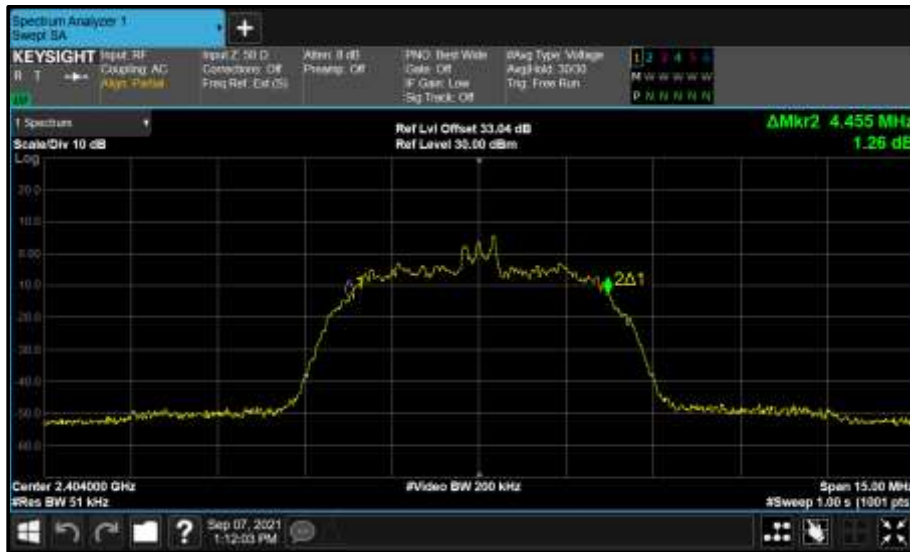 Spectrum Analyzer 1
Swept SA
+
KEYSIGHT
R T
Input: RF
Coupling: AC
Align: Partial
Input Z: 50 Ω
Corrections: Off
Freq Ref: Ext (S)
Atten: 8 dB
Preamp: Off
PNO: Best Wide
Gate: Off
IF Gain: Low
Sig Track: Off
#Avg Type: Voltage
Avg|Hold: 30/30
Trig: Free Run
1 2 3 4 5 6
M W W W W W
P N N N N N
1 Spectrum
Scale/Div 10 dB
Ref Lvl Offset 33.04 dB
Ref Level 30.00 dBm
ΔMkr2 4.455 MHz
1.26 dB
Log
20.0
10.0
0.00
-10.0
-20.0
-30.0
-40.0
-50.0
-60.0
2Δ1
Center 2.404000 GHz
#Res BW 51 kHz
#Video BW 200 kHz
Span 15.00 MHz
#Sweep 1.00 s (1001 pts
?
Sep 07, 2021
1:12:03 PM